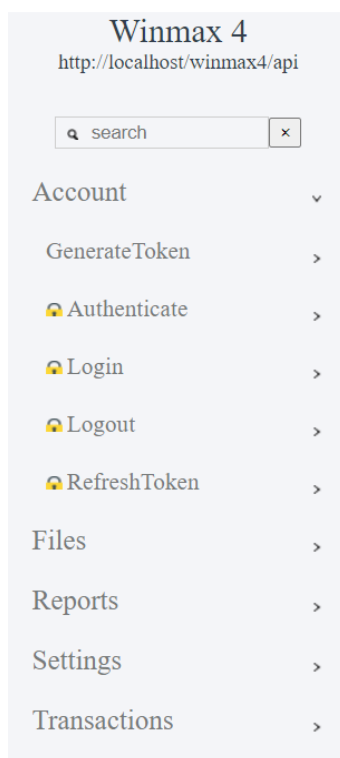 Winmax 4
http://localhost/winmax4/api
search
Account
GenerateToken
Authenticate
Login
Logout
RefreshToken
Files
Reports
Settings
Transactions